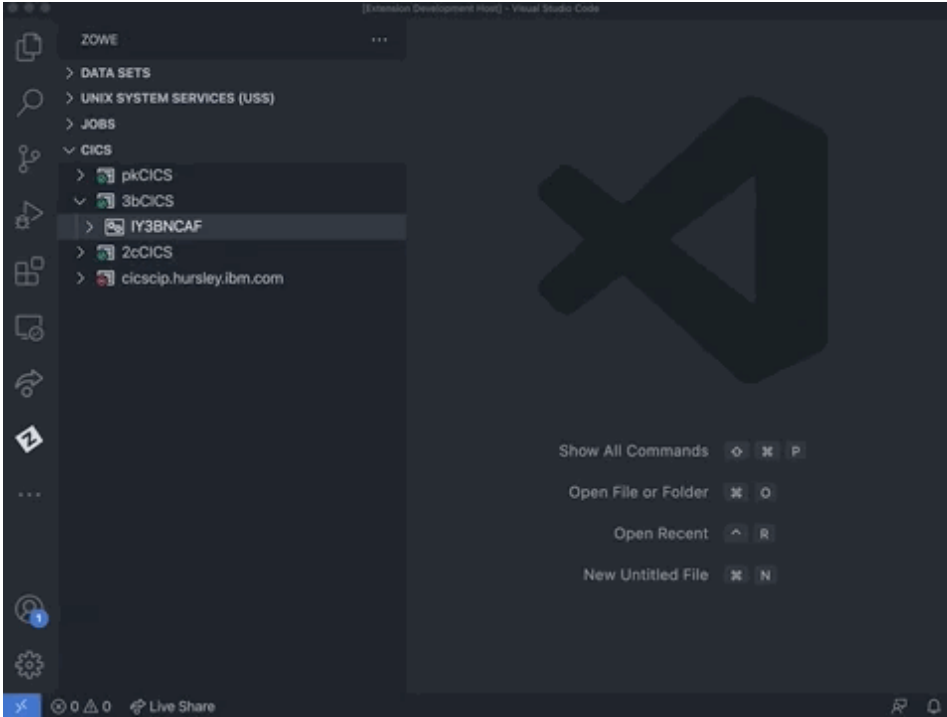 [Extension Development Host] - Visual Studio Code
ZOWE
DATA SETS
UNIX SYSTEM SERVICES (USS)
JOBS
CICS
pkCICS
3bCICS
IY3BNCAF
2cCICS
cicscip.hursley.ibm.com
Show All Commands ⇧ ⌘ P
Open File or Folder ⌘ O
Open Recent ^ R
New Untitled File ⌘ N
1
0 0 Live Share